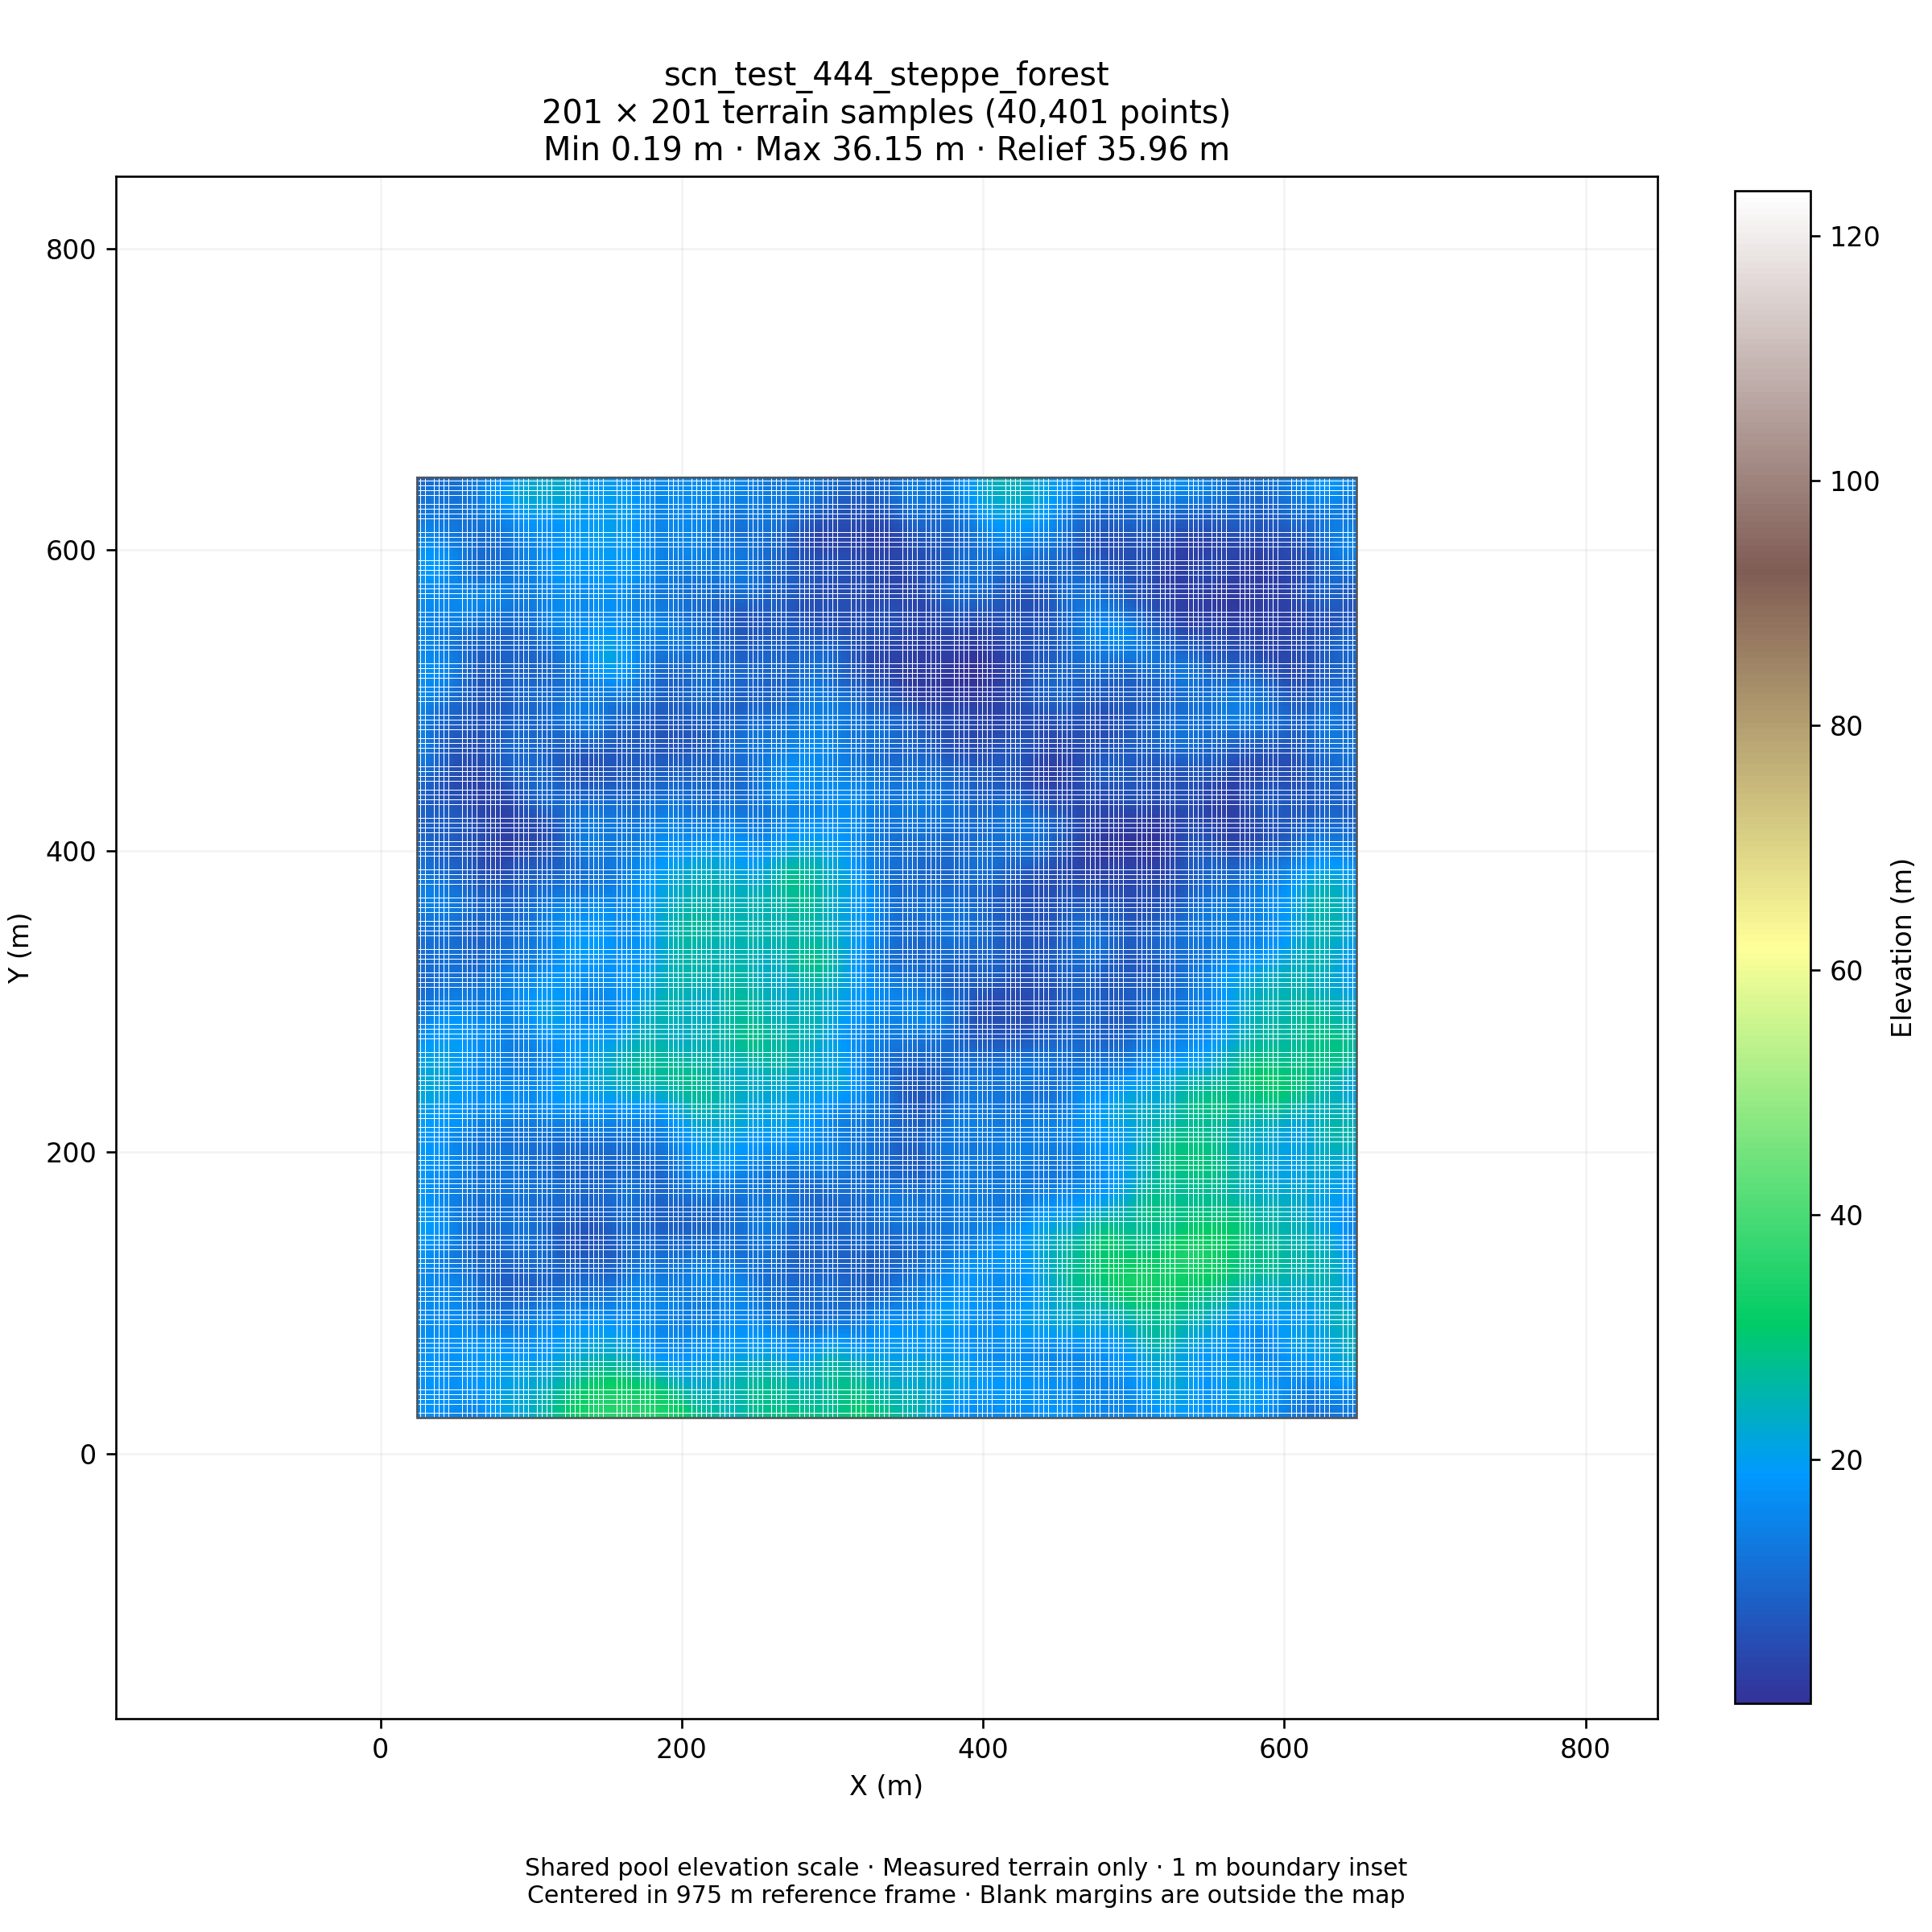 scn_test_444_steppe_forest
201 × 201 terrain samples (40,401 points)
Min 0.19 m · Max 36.15 m · Relief 35.96 m
800
600
400
200
0
Y (m)
0
200
400
600
800
X (m)
120
100
80
60
40
20
Elevation (m)
Shared pool elevation scale · Measured terrain only · 1 m boundary inset
Centered in 975 m reference frame · Blank margins are outside the map